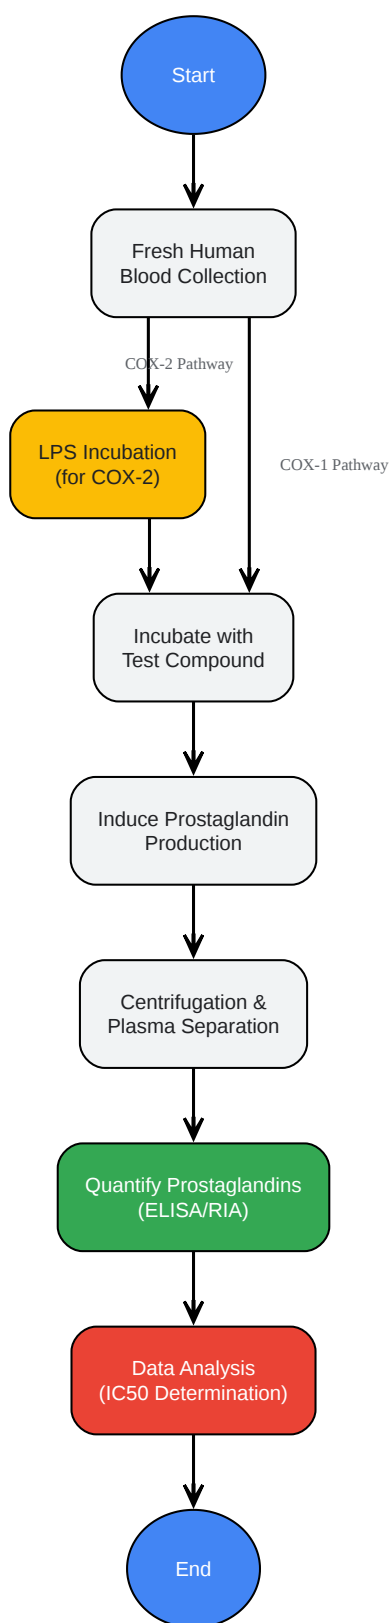 Start
Fresh Human
Blood Collection
COX-2 Pathway
LPS Incubation
(for COX-2)
COX-1 Pathway
Incubate with
Test Compound
Induce Prostaglandin
Production
Centrifugation &
Plasma Separation
Quantify Prostaglandins
(ELISA/RIA)
Data Analysis
(IC50 Determination)
End